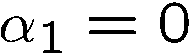 α₁ = 0